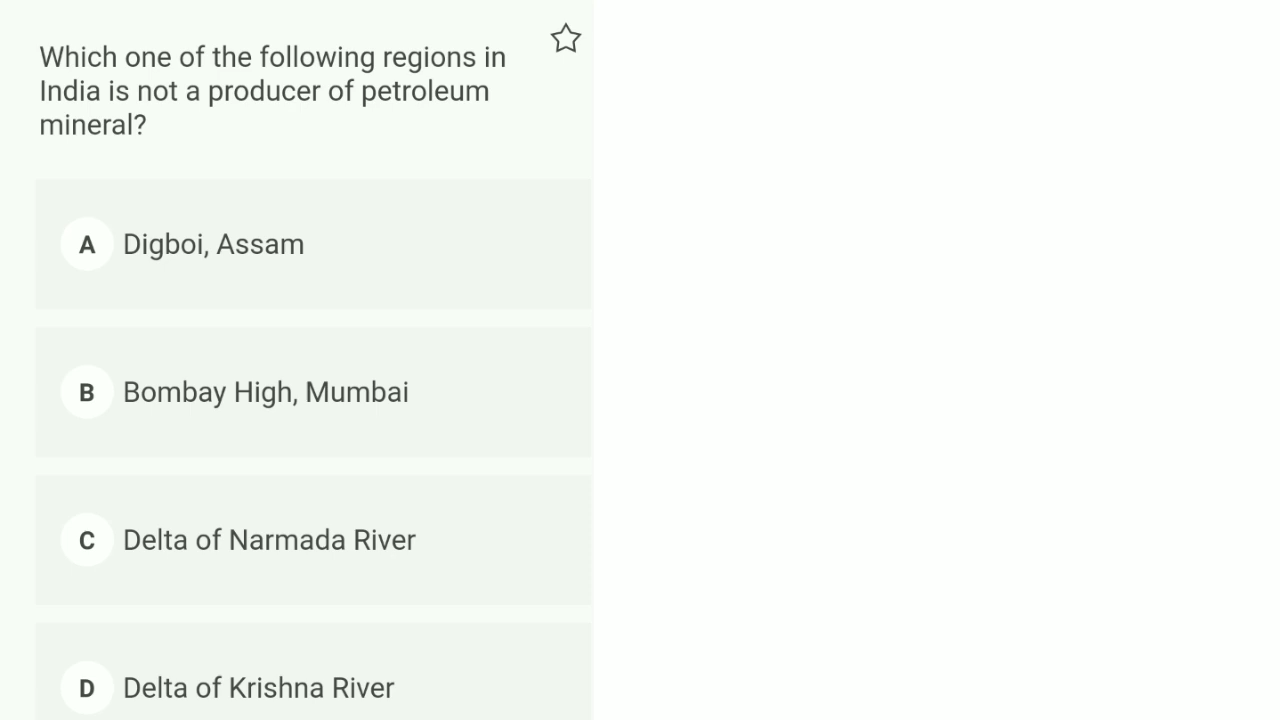 Which one of the following regions in
India is not a producer of petroleum
mineral?
A Digboi, Assam
B Bombay High, Mumbai
C Delta of Narmada River
D Delta of Krishna River